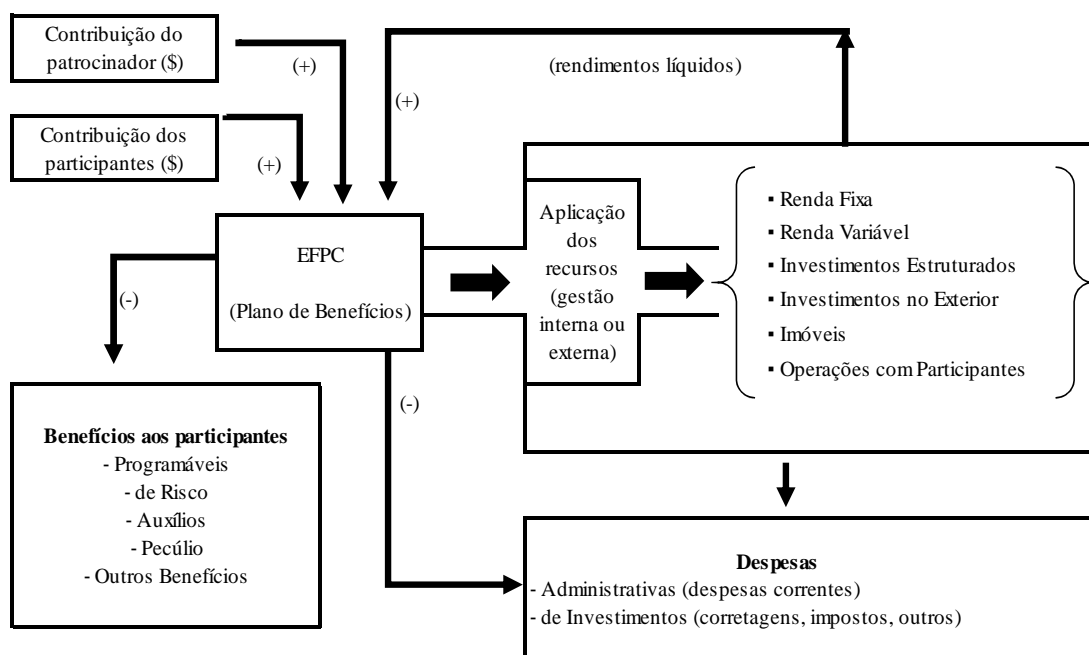 Contribuição do
patrocinador ($)
(+)
(rendimentos líquidos)
(+)
Contribuição dos
participantes ($)
(+)
EFPC
(Plano de Benefícios)
Aplicação
dos
recursos
(gestão
interna ou
externa)
▪ Renda Fixa
▪ Renda Variável
▪ Investimentos Estruturados
▪ Investimentos no Exterior
▪ Imóveis
▪ Operações com Participantes
(-)
(-)
Benefícios aos participantes
- Programáveis
- de Risco
- Auxílios
- Pecúlio
- Outros Benefícios
Despesas
- Administrativas (despesas correntes)
- de Investimentos (corretagens, impostos, outros)